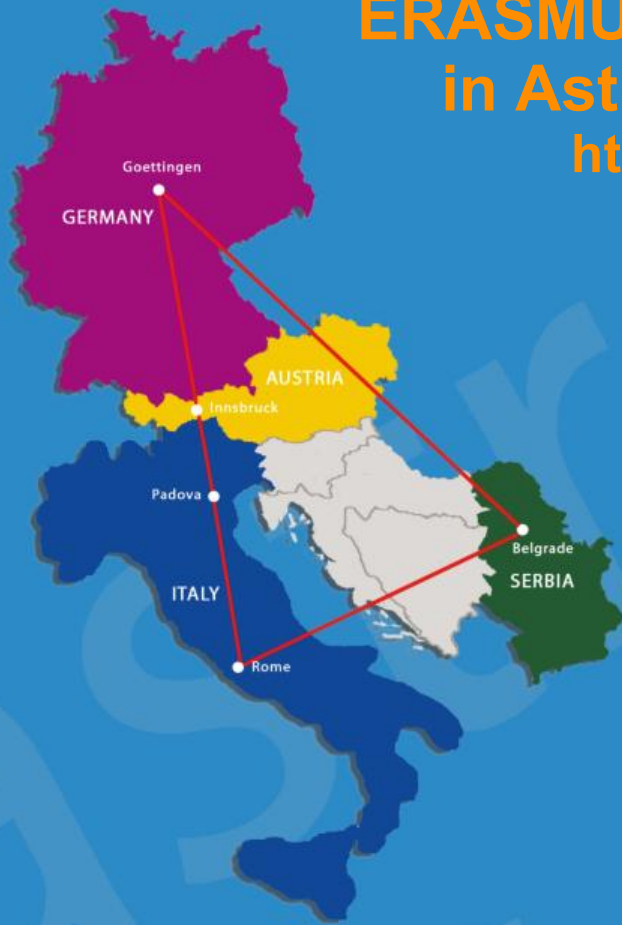 ERASMU
in Ast
ht
Goettingen
GERMANY
AUSTRIA
Innsbruck
Padova
ITALY
Belgrade
SERBIA
Rome